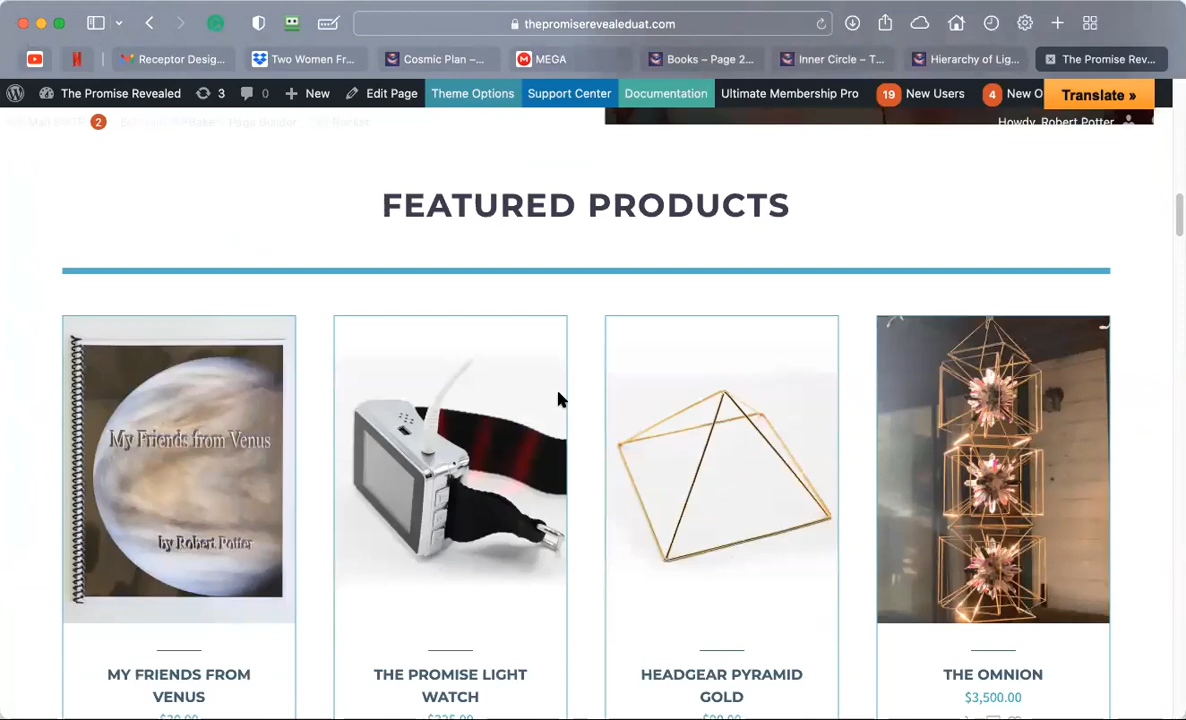 thepromiserevealeduat.com
Receptor Desig...
Two Women Fr...
Cosmic Plan –...
MEGA
Books – Page 2...
Inner Circle – T...
Hierarchy of Lig...
The Promise Rev...
The Promise Revealed
3
0
New
Edit Page
Theme Options
Support Center
Documentation
Ultimate Membership Pro
19
New Users
4
New O
Translate »
2
Page Builder
Howdy, Robert Potter
FEATURED PRODUCTS
My Friends from Venus
by Robert Potter
MY FRIENDS FROM
VENUS
THE PROMISE LIGHT
WATCH
HEADGEAR PYRAMID
GOLD
THE OMNION
$3,500.00